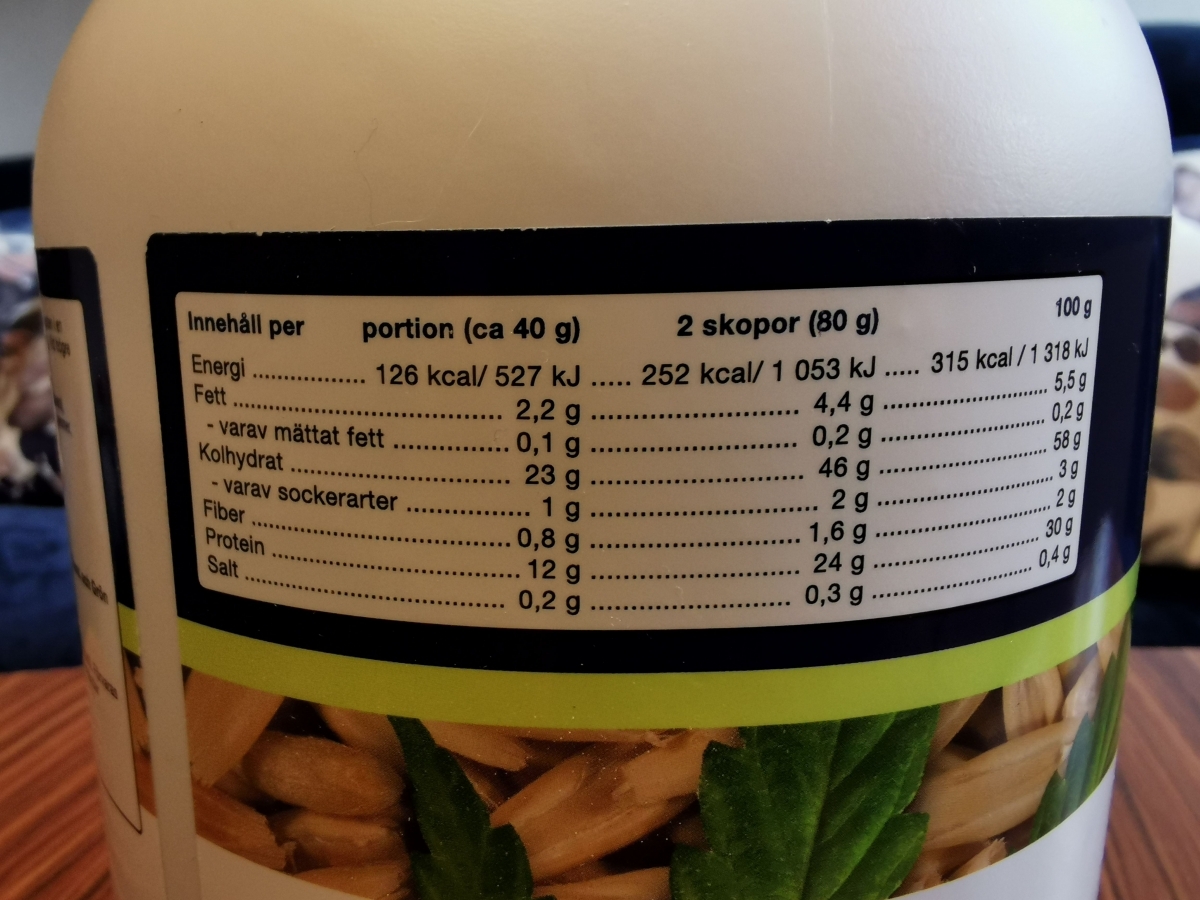 Innehåll per portion (ca 40 g) 2 skopor (80 g) 100 g
Energi ................ 126 kcal/ 527 kJ ..... 252 kcal/ 1 053 kJ ..... 315 kcal / 1 318 kJ
Fett ........................................ 2,2 g ............................... 4,4 g ........................ 5,5 g
- varav mättat fett ................ 0,1 g ............................... 0,2 g ........................ 0,2 g
Kolhydrat ................................ 23 g ............................... 46 g ........................ 58 g
- varav sockerarter .................. 1 g ................................. 2 g ........................ 3 g
Fiber ....................................... 0,8 g ............................... 1,6 g ........................ 2 g
Protein ..................................... 12 g ............................... 24 g ........................ 30 g
Salt ......................................... 0,2 g ............................... 0,3 g ........................ 0,4 g